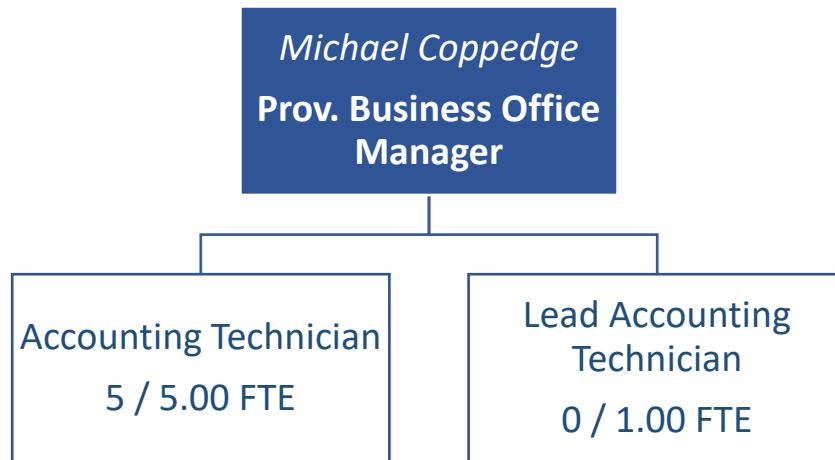 Michael Coppedge
Prov. Business Office
Manager
Accounting Technician
5 / 5.00 FTE
Lead Accounting
Technician
0 / 1.00 FTE